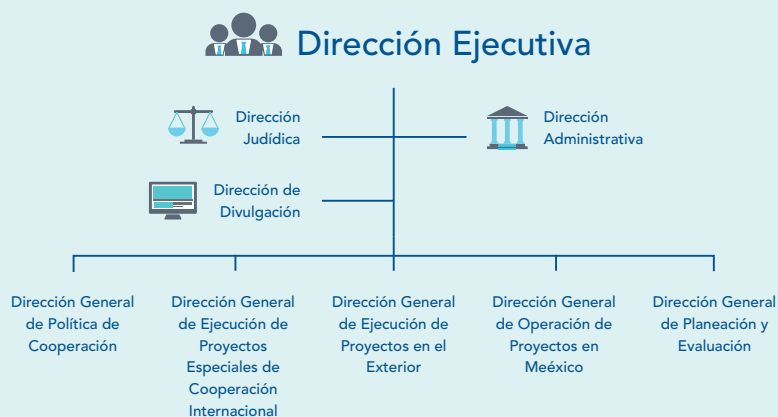 Dirección Ejecutiva
Dirección
Judídica
Dirección
Administrativa
Dirección de
Divulgación
Dirección General
de Política de
Cooperación
Dirección General
de Ejecución de
Proyectos
Especiales de
Cooperación
Internacional
Dirección General
de Ejecución de
Proyectos en el
Exterior
Dirección General
de Operación de
Proyectos en
Meéxico
Dirección General
de Planeación y
Evaluación